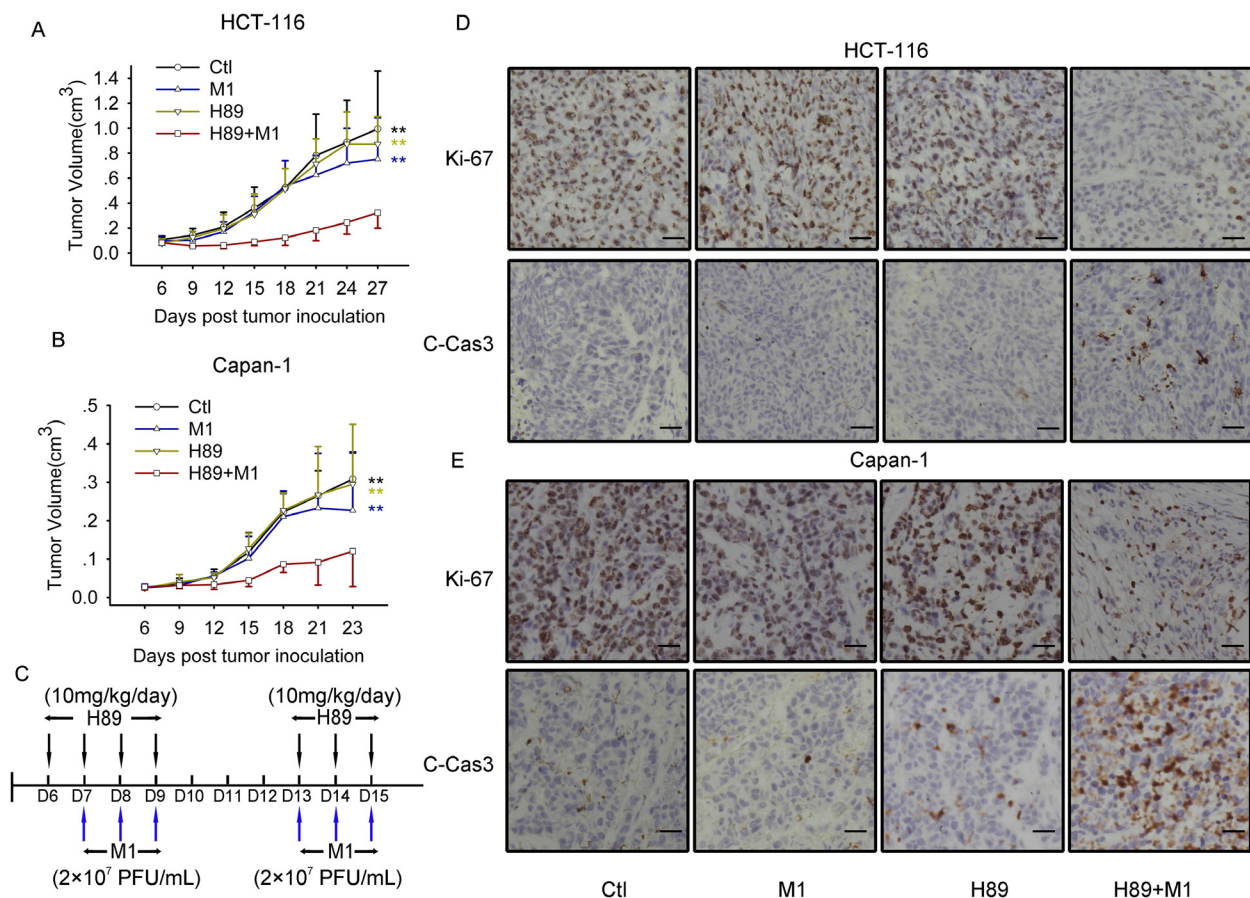 A
HCT-116
Ctl
M1
H89
H89+M1
Tumor Volume(cm³)
1.4
1.2
1.0
.8
.6
.4
.2
0.0
**
**
**
6 9 12 15 18 21 24 27
Days post tumor inoculation
B
Capan-1
Ctl
M1
H89
H89+M1
Tumor Volume(cm³)
.5
.4
.3
.2
.1
0.0
**
**
**
6 9 12 15 18 21 23
Days post tumor inoculation
C
(10mg/kg/day) (10mg/kg/day)
H89 H89
D6 D7 D8 D9 D10 D11 D12 D13 D14 D15
M1 M1
(2×10⁷ PFU/mL) (2×10⁷ PFU/mL)
D
HCT-116
Ki-67
C-Cas3
E
Capan-1
Ki-67
C-Cas3
Ctl M1 H89 H89+M1